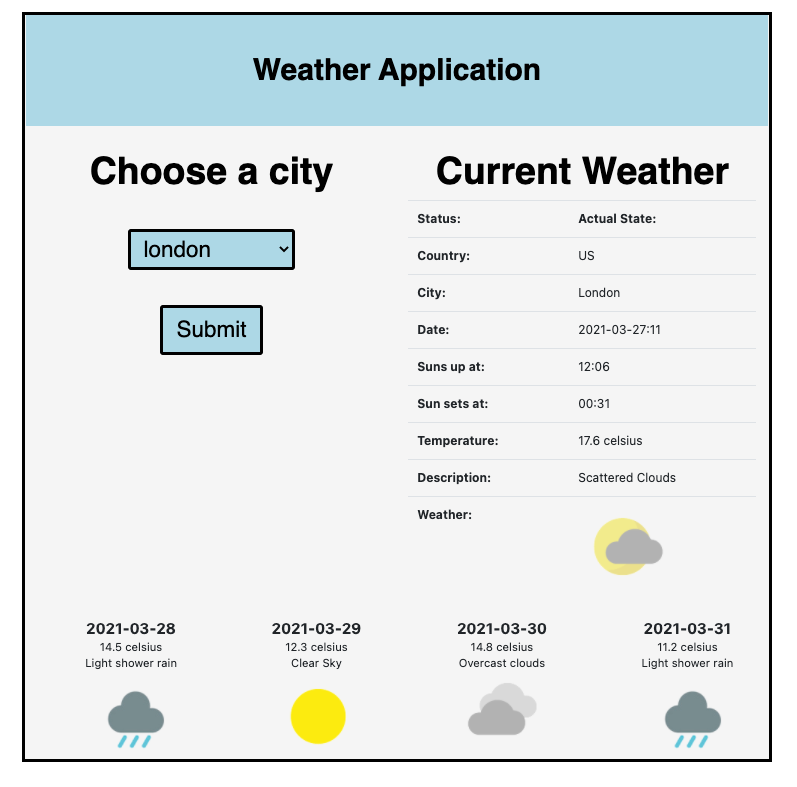 Weather Application
Choose a city
london
Submit
Current Weather
Status: Actual State:
Country: US
City: London
Date: 2021-03-27:11
Suns up at: 12:06
Sun sets at: 00:31
Temperature: 17.6 celsius
Description: Scattered Clouds
Weather:
2021-03-28
14.5 celsius
Light shower rain
2021-03-29
12.3 celsius
Clear Sky
2021-03-30
14.8 celsius
Overcast clouds
2021-03-31
11.2 celsius
Light shower rain